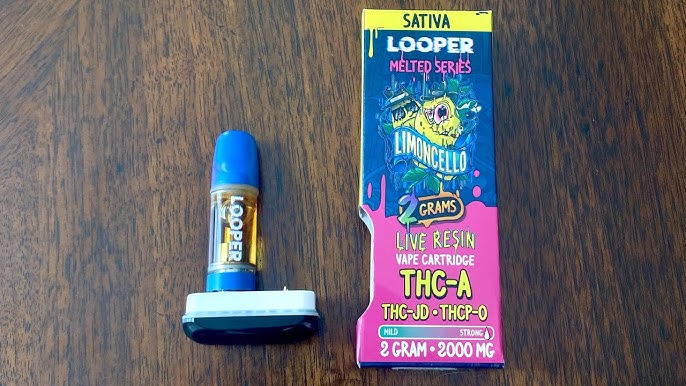 LOOPER
SATIVA
LOOPER
MELTED SERIES
LIMONCELLO
2 GRAMS
LIVE RESIN
VAPE CARTRIDGE
THC-A
THC-JD • THCP-O
MILD STRONG
2 GRAM • 2000 MG